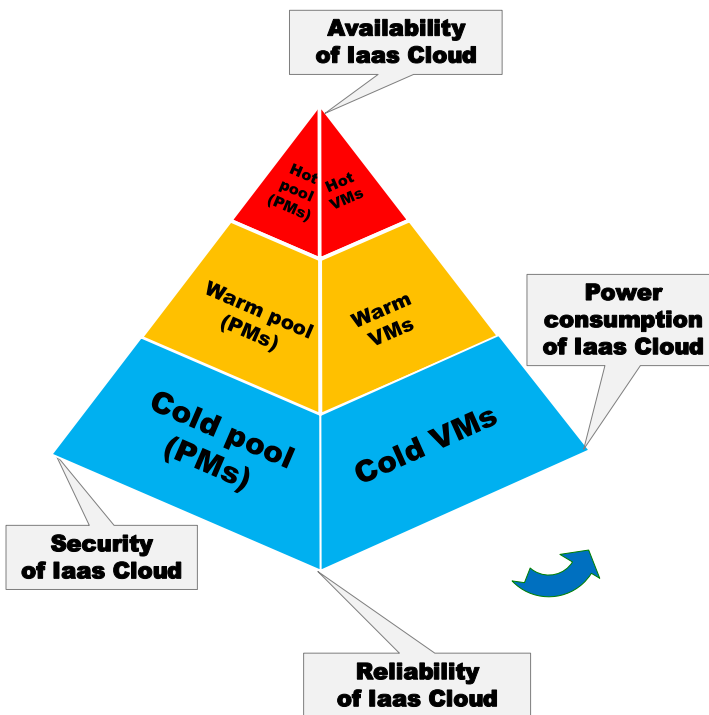 Availability
of Iaas Cloud
Hot
pool
(PMs)
Hot
VMs
Warm pool
(PMs)
Warm
VMs
Power
consumption
of Iaas Cloud
Cold pool
(PMs)
Cold VMs
Security
of Iaas Cloud
Reliability
of Iaas Cloud